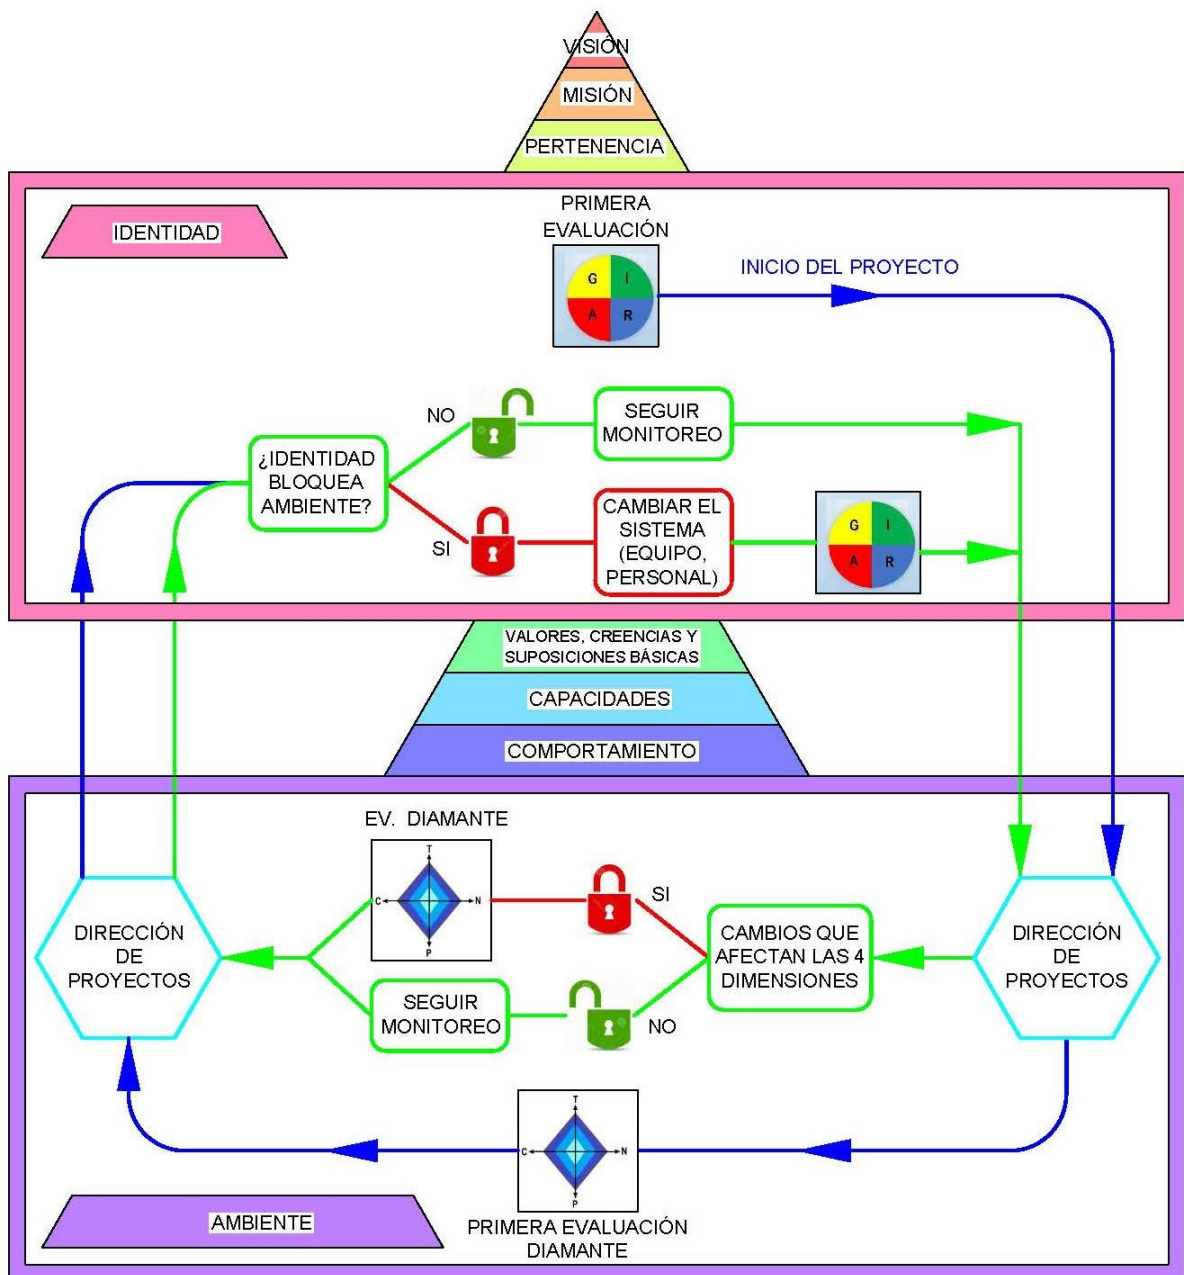 VISIÓN
MISIÓN
PERTENENCIA
IDENTIDAD
PRIMERA
EVALUACIÓN
G I
A R
INICIO DEL PROYECTO
NO
SEGUIR
MONITOREO
¿IDENTIDAD
BLOQUEA
AMBIENTE?
SI
CAMBIAR EL
SISTEMA
(EQUIPO,
PERSONAL)
G I
A R
VALORES, CREENCIAS Y
SUPOSICIONES BÁSICAS
CAPACIDADES
COMPORTAMIENTO
EV. DIAMANTE
T
C N
P
SI
DIRECCIÓN
DE
PROYECTOS
CAMBIOS QUE
AFECTAN LAS 4
DIMENSIONES
DIRECCIÓN
DE
PROYECTOS
SEGUIR
MONITOREO
NO
T
C N
P
PRIMERA EVALUACIÓN
DIAMANTE
AMBIENTE